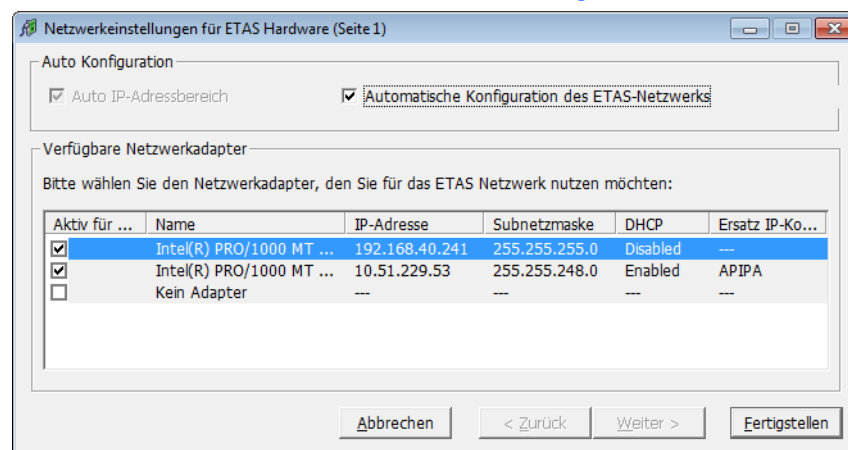 Netzwerkeinstellungen für ETAS Hardware (Seite 1)
Auto Konfiguration
Auto IP-Adressbereich Automatische Konfiguration des ETAS-Netzwerks
Verfügbare Netzwerkadapter
Bitte wählen Sie den Netzwerkadapter, den Sie für das ETAS Netzwerk nutzen möchten:
Aktiv für ... Name IP-Adresse Subnetzmaske DHCP Ersatz IP-Ko...
Intel(R) PRO/1000 MT ... 192.168.40.241 255.255.255.0 Disabled ---
Intel(R) PRO/1000 MT ... 10.51.229.53 255.255.248.0 Enabled APIPA
Kein Adapter --- --- --- ---
Abbrechen < Zurück Weiter > Fertigstellen